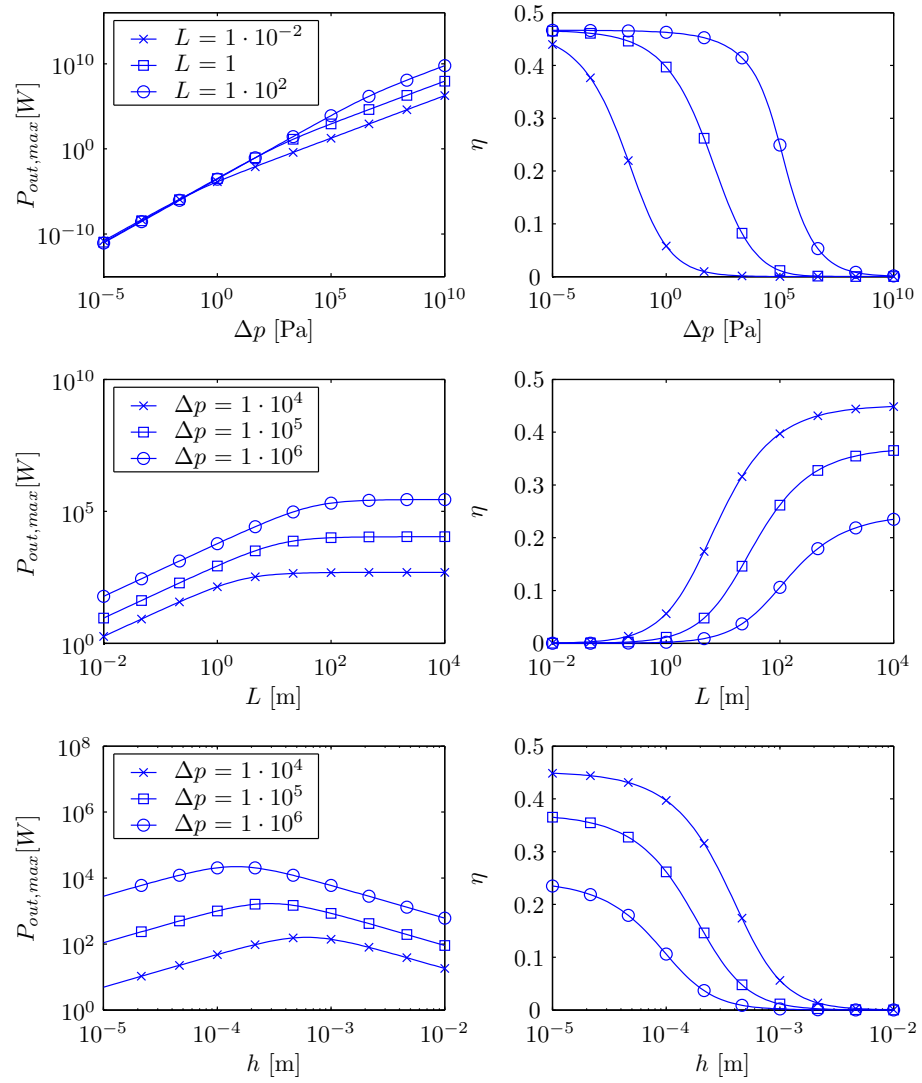 10^10
10^0
10^−10
P_out,max[W]
L = 1 · 10^−2
L = 1
L = 1 · 10^2
10^−5
10^0
10^5
10^10
Δp [Pa]
0.5
0.4
0.3
0.2
0.1
0
η
10^−5
10^0
10^5
10^10
Δp [Pa]
10^10
10^5
10^0
P_out,max[W]
Δp = 1 · 10^4
Δp = 1 · 10^5
Δp = 1 · 10^6
10^−2
10^0
10^2
10^4
L [m]
0.5
0.4
0.3
0.2
0.1
0
η
10^−2
10^0
10^2
10^4
L [m]
10^8
10^6
10^4
10^2
10^0
P_out,max[W]
Δp = 1 · 10^4
Δp = 1 · 10^5
Δp = 1 · 10^6
10^−5
10^−4
10^−3
10^−2
h [m]
0.5
0.4
0.3
0.2
0.1
0
η
10^−5
10^−4
10^−3
10^−2
h [m]